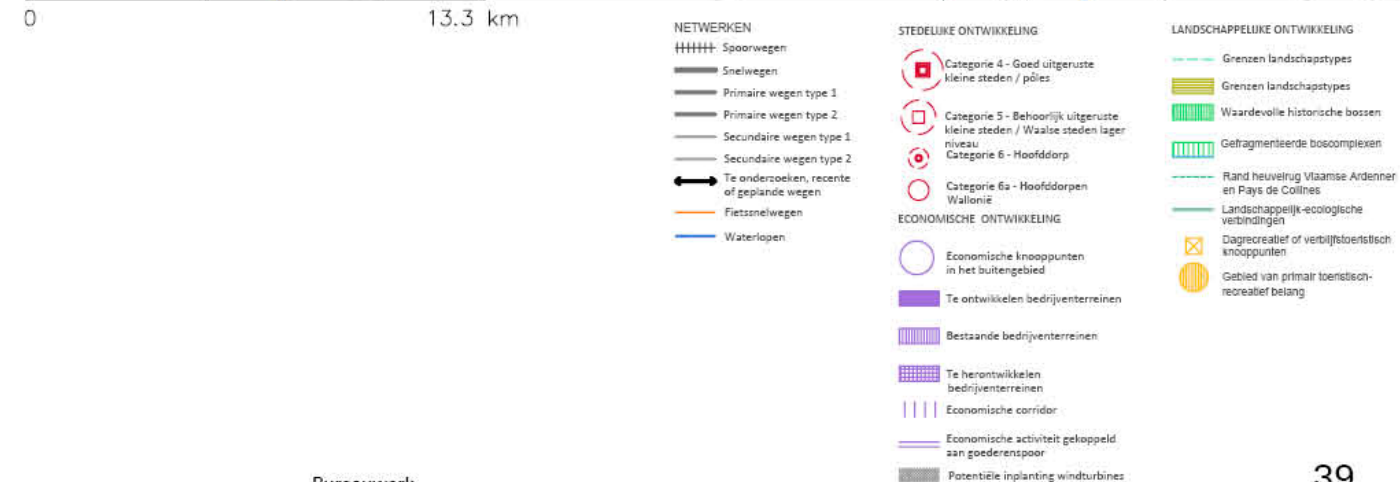 0
13.3 km
NETWERKEN
Spoorwegen
Snelwegen
Primaire wegen type 1
Primaire wegen type 2
Secundaire wegen type 1
Secundaire wegen type 2
Te onderzoeken, recente
of geplande wegen
Fietssnelwegen
Waterlopen
STEDELIJKE ONTWIKKELING
Categorie 4 - Goed uitgeruste
kleine steden / pôles
Categorie 5 - Behoorlijk uitgeruste
kleine steden / Waalse steden lager
niveau
Categorie 6 - Hoofddorp
Categorie 6a - Hoofddorpen
Wallonië
ECONOMISCHE ONTWIKKELING
Economische knooppunten
in het buitengebied
Te ontwikkelen bedrijventerreinen
Bestaande bedrijventerreinen
Te herontwikkelen
bedrijventerreinen
Economische corridor
Economische activiteit gekoppeld
aan goederenspoor
Potentiële inplanting windturbines
LANDSCHAPPELIJKE ONTWIKKELING
Grenzen landschapstypes
Grenzen landschapstypes
Waardevolle historische bossen
Gefragmenteerde boscomplexen
Rand heuvelrug Vlaamse Ardennen
en Pays de Collines
Landschappelijk-ecologische
verbindingen
Dagrecreatief of verblijfstoeristisch
knooppunten
Gebied van primair toeristisch-
recreatief belang
Bureauwerk
39